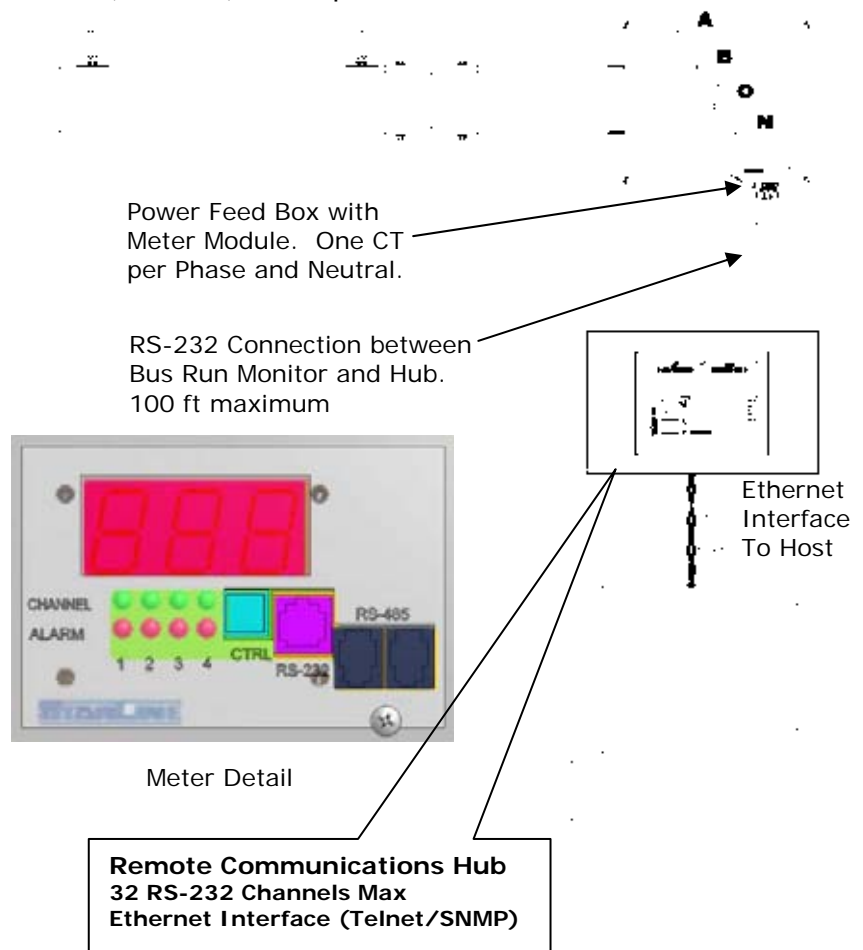 A
B
O
N
Power Feed Box with
Meter Module. One CT
per Phase and Neutral.
RS-232 Connection between
Bus Run Monitor and Hub.
100 ft maximum
Ethernet
Interface
To Host
CHANNEL
ALARM
1 2 3 4
CTRL
RS-232
RS-485
Meter Detail
Remote Communications Hub
32 RS-232 Channels Max
Ethernet Interface (Telnet/SNMP)